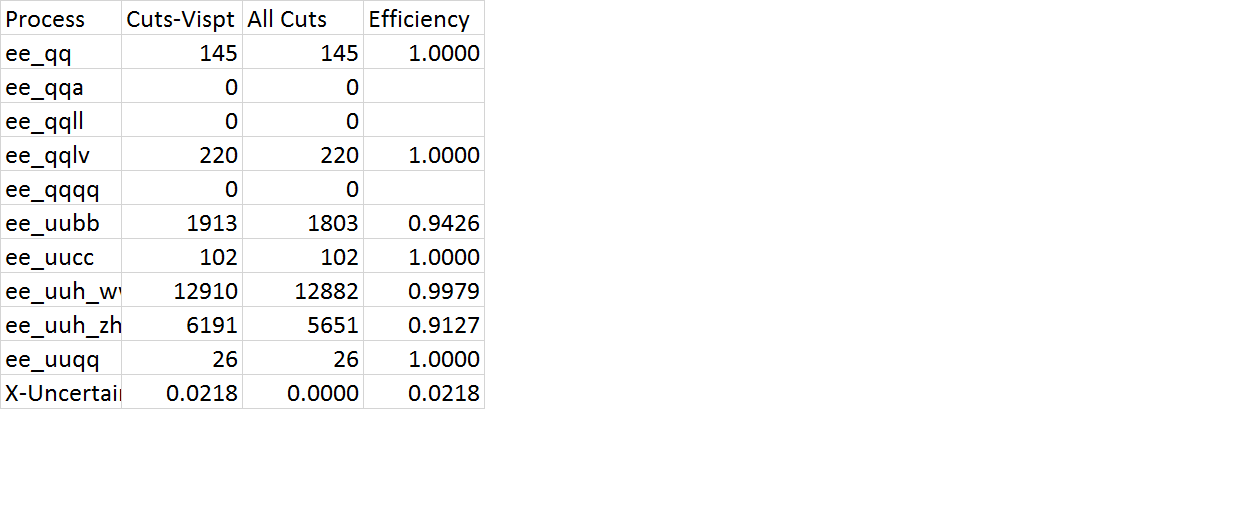 Process Cuts-Vispt All Cuts Efficiency
ee_qq 145 145 1.0000
ee_qqa 0 0
ee_qqll 0 0
ee_qqlv 220 220 1.0000
ee_qqqq 0 0
ee_uubb 1913 1803 0.9426
ee_uucc 102 102 1.0000
ee_uuh_w 12910 12882 0.9979
ee_uuh_zh 6191 5651 0.9127
ee_uuqq 26 26 1.0000
X-Uncertai 0.0218 0.0000 0.0218